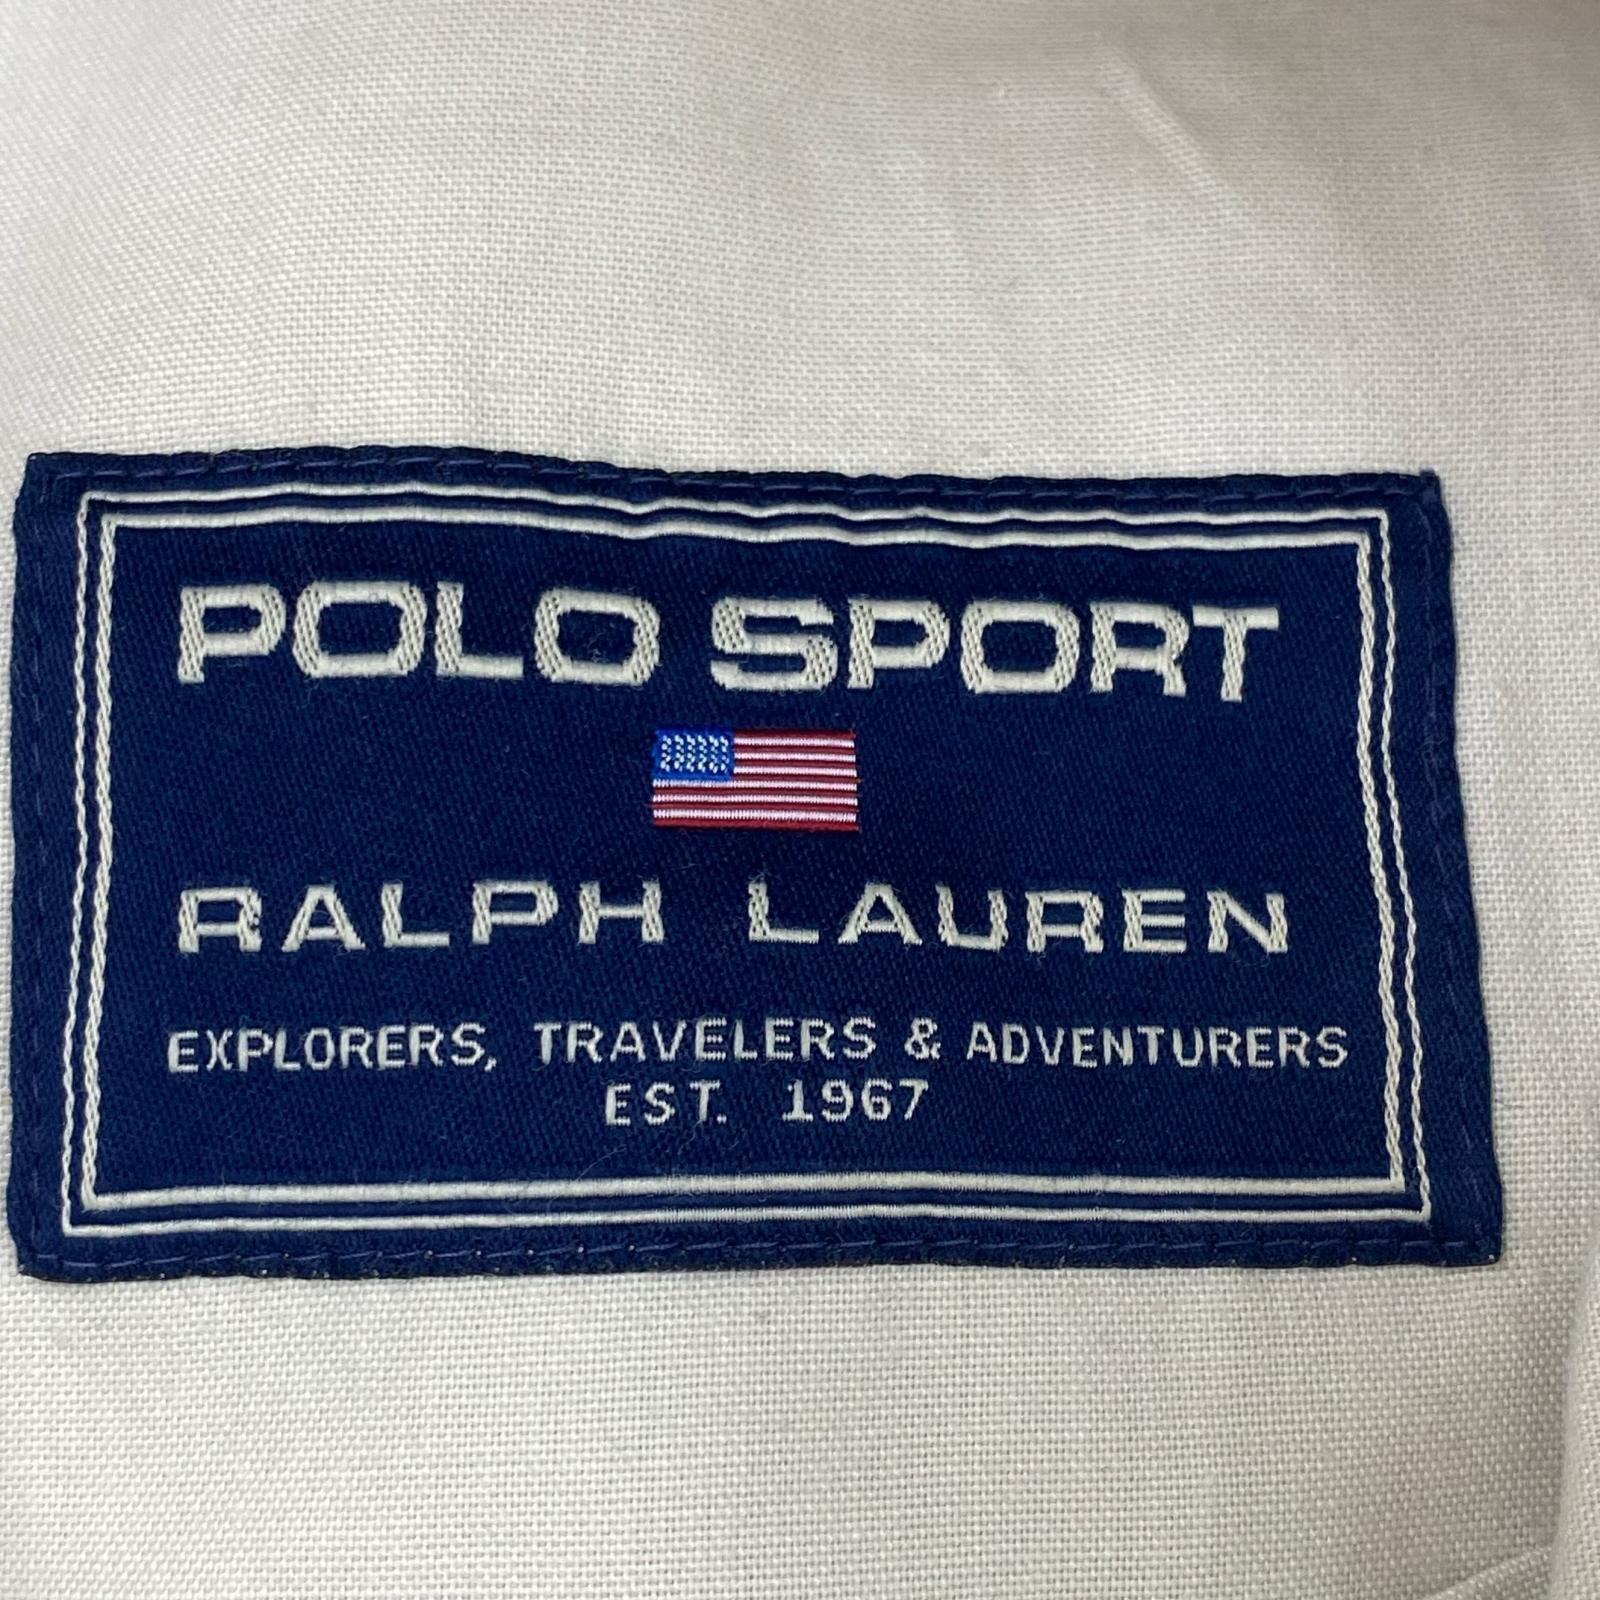 POLO SPORT
RALPH LAUREN
EXPLORERS, TRAVELERS & ADVENTURERS
EST. 1967